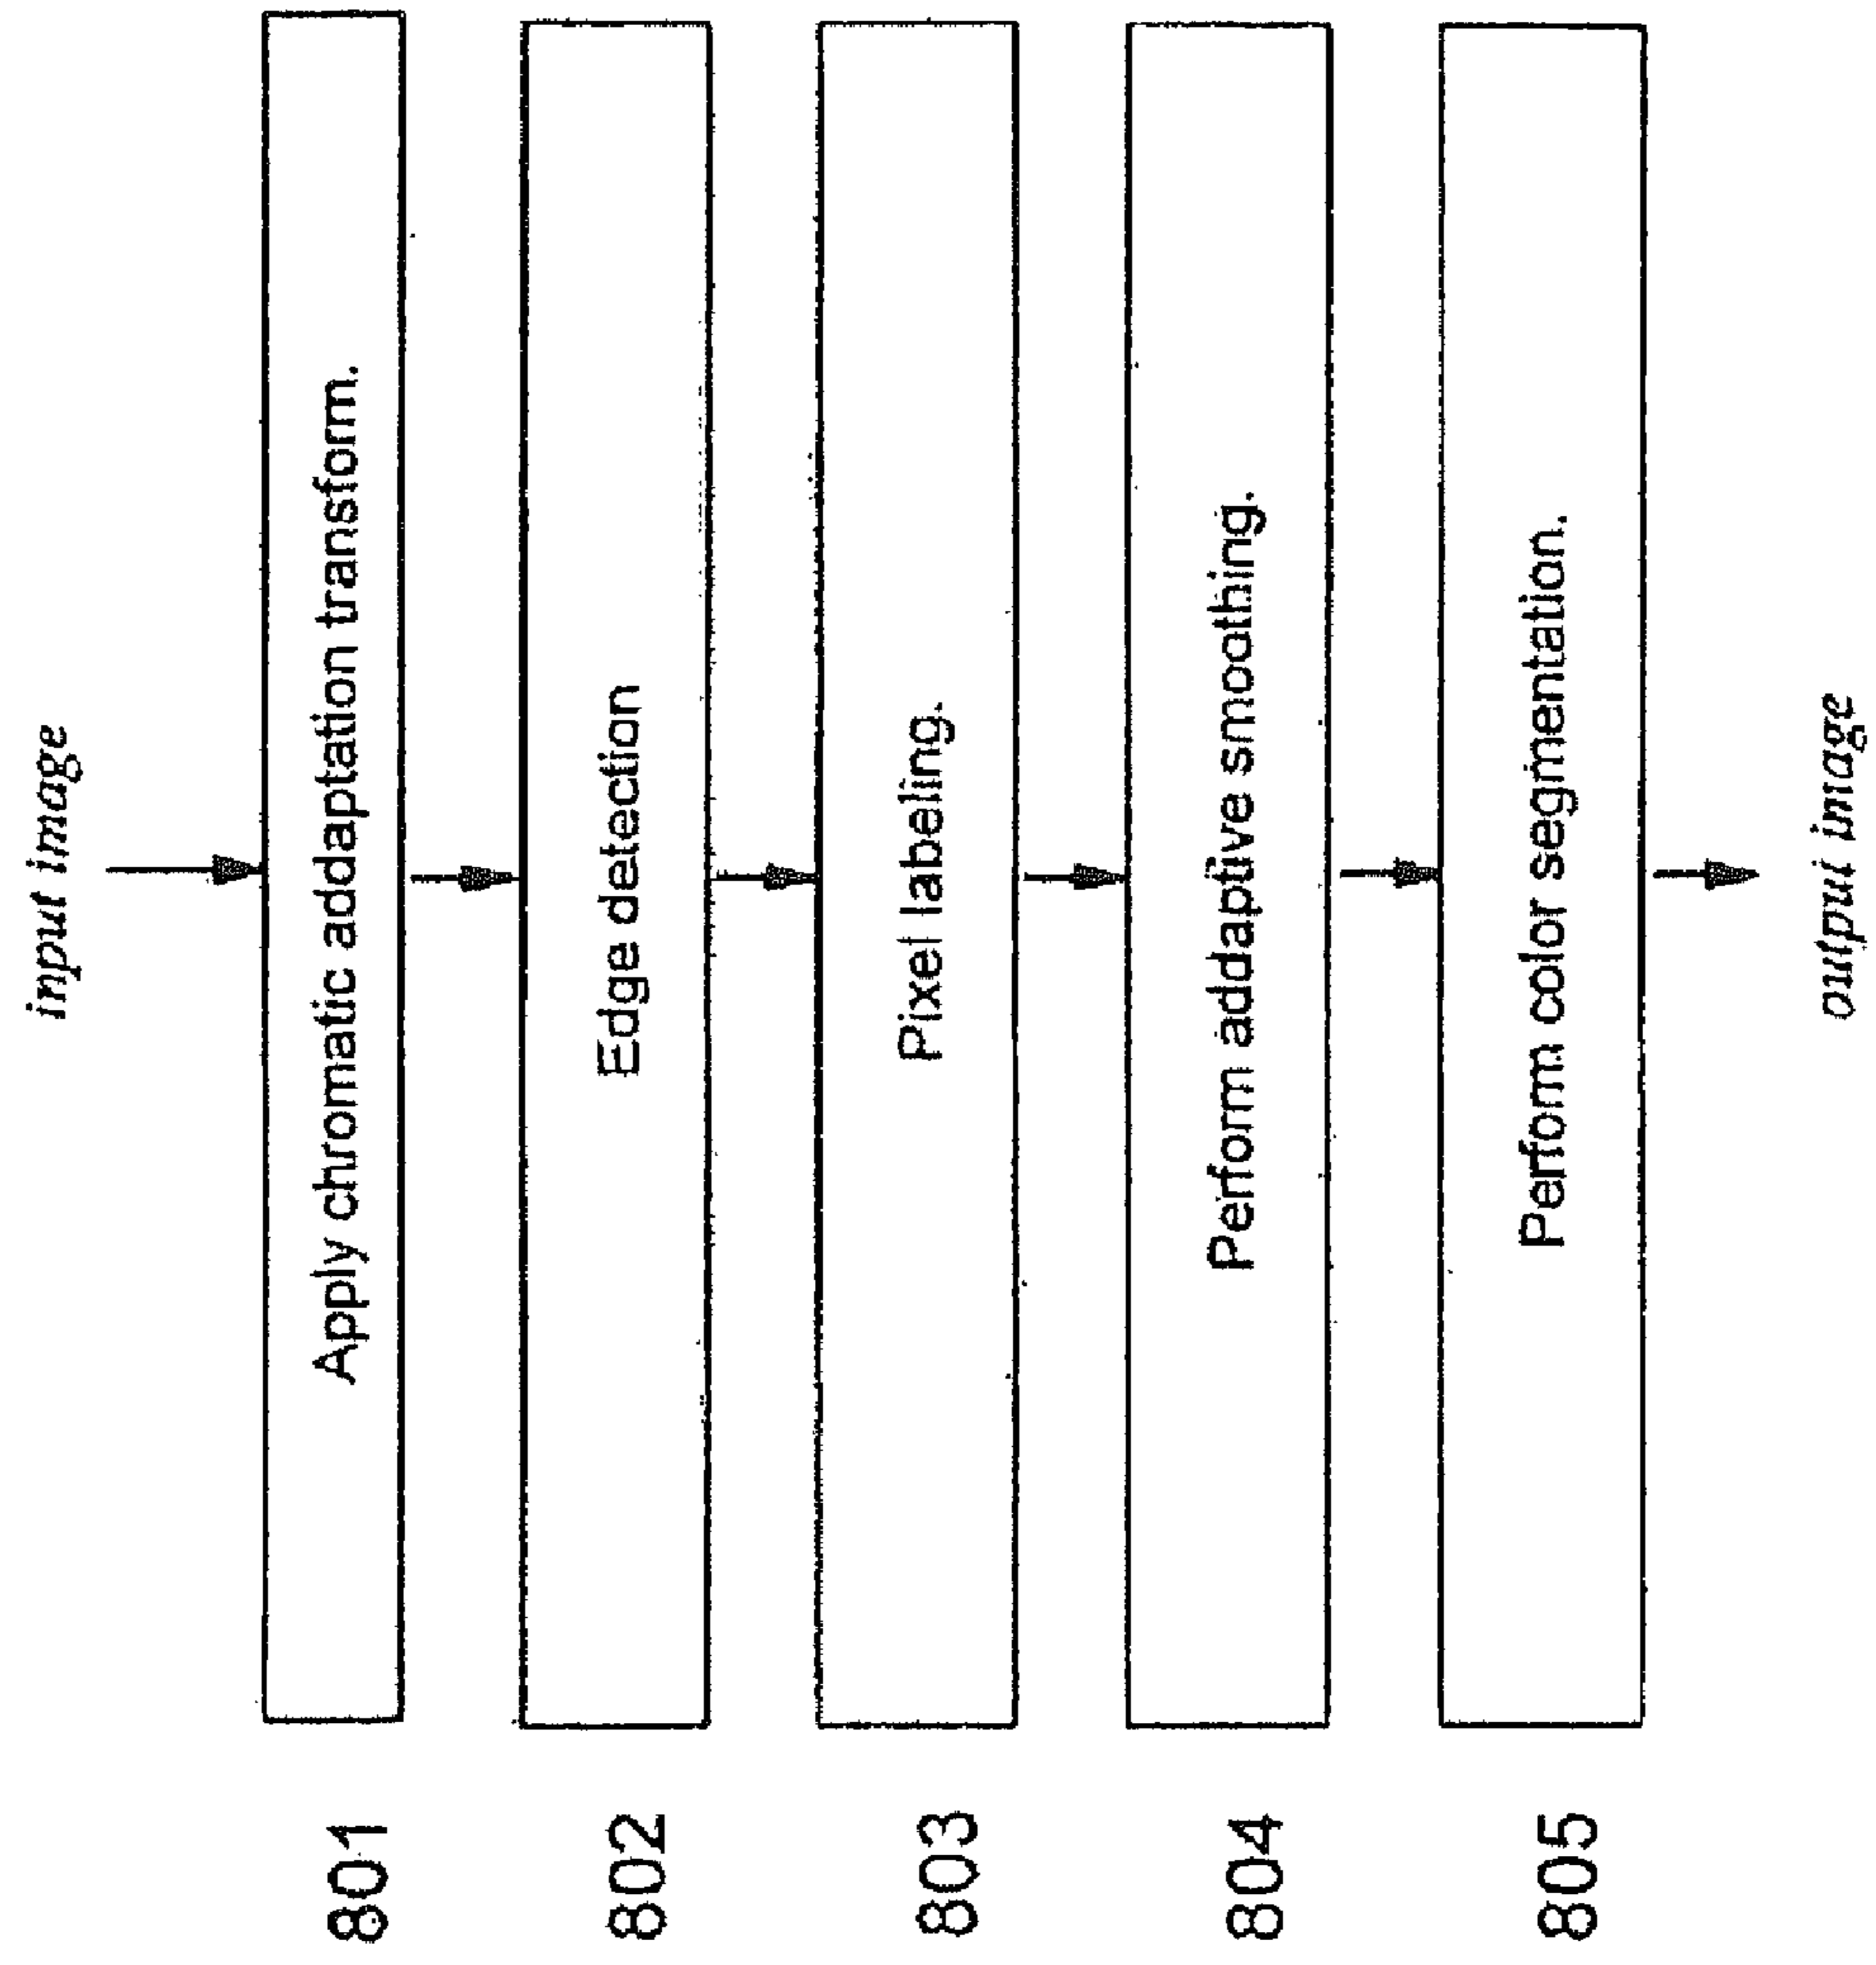 input image
801 Apply chromatic addaptation transform.
802 Edge detection
803 Pixel labeling.
804 Perform addaptive smoothing.
805 Perfom color segmentation.
output image